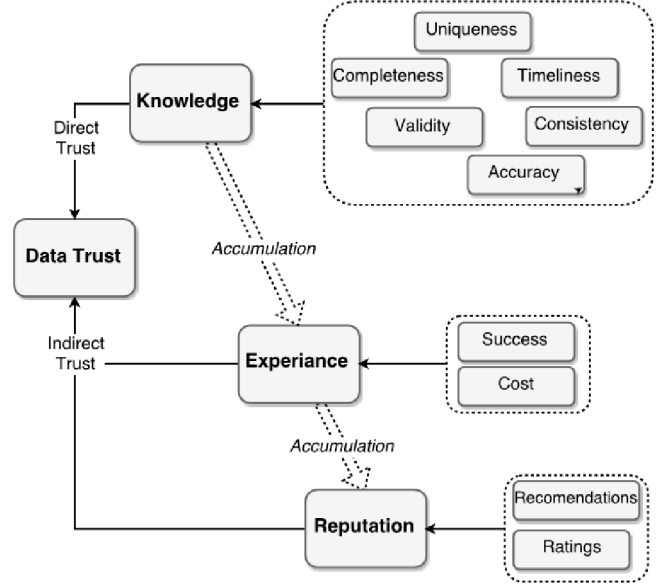 Uniqueness
Completeness
Timeliness
Knowledge
Validity
Consistency
Direct
Trust
Accuracy
Data Trust
Accumulation
Indirect
Trust
Success
Experiance
Cost
Accumulation
Recomendations
Reputation
Ratings